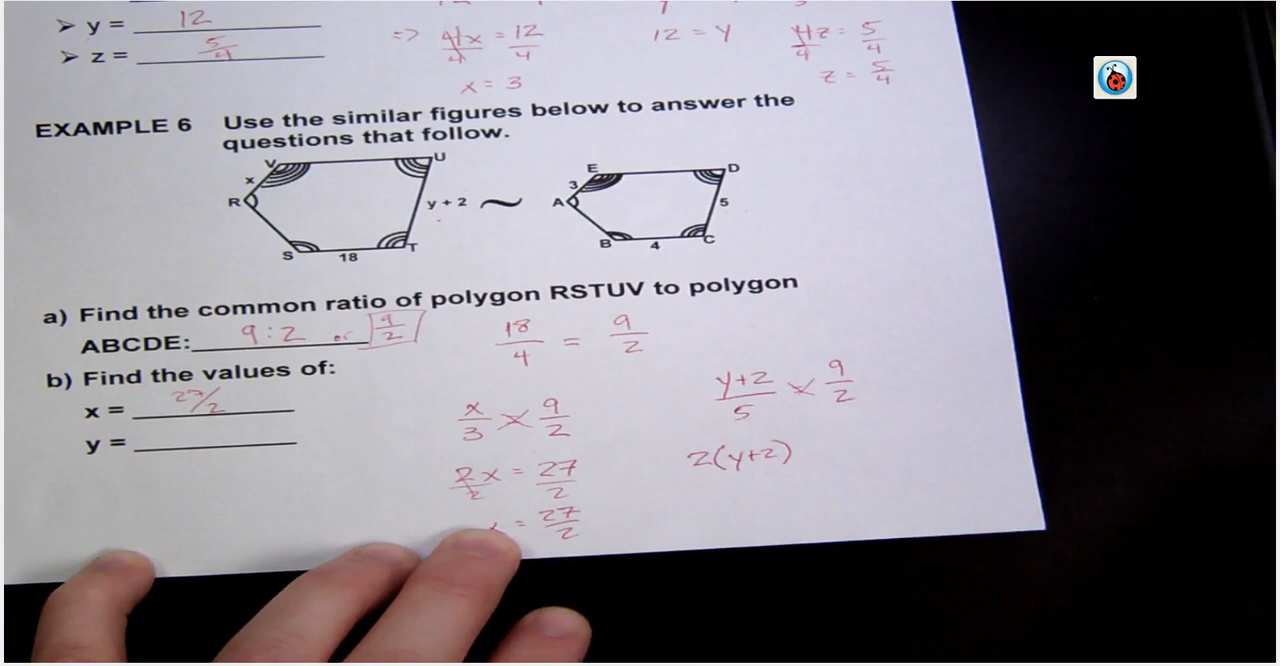 ➢ y = 12
➢ z = 5/4
=> 4x/4 = 12/4
x = 3
12 = y
4z/4 = 5/4
z = 5/4
EXAMPLE 6 Use the similar figures below to answer the
questions that follow.
V U
x
R y + 2
S T
18
~
E D
3
A 5
B C
4
a) Find the common ratio of polygon RSTUV to polygon
ABCDE: 9:2 or 9/2
18/4 = 9/2
b) Find the values of:
x = 27/2
y =
x/3 × 9/2
2x/2 = 27/2
= 27/2
y+2/5 × 9/2
2(y+2)